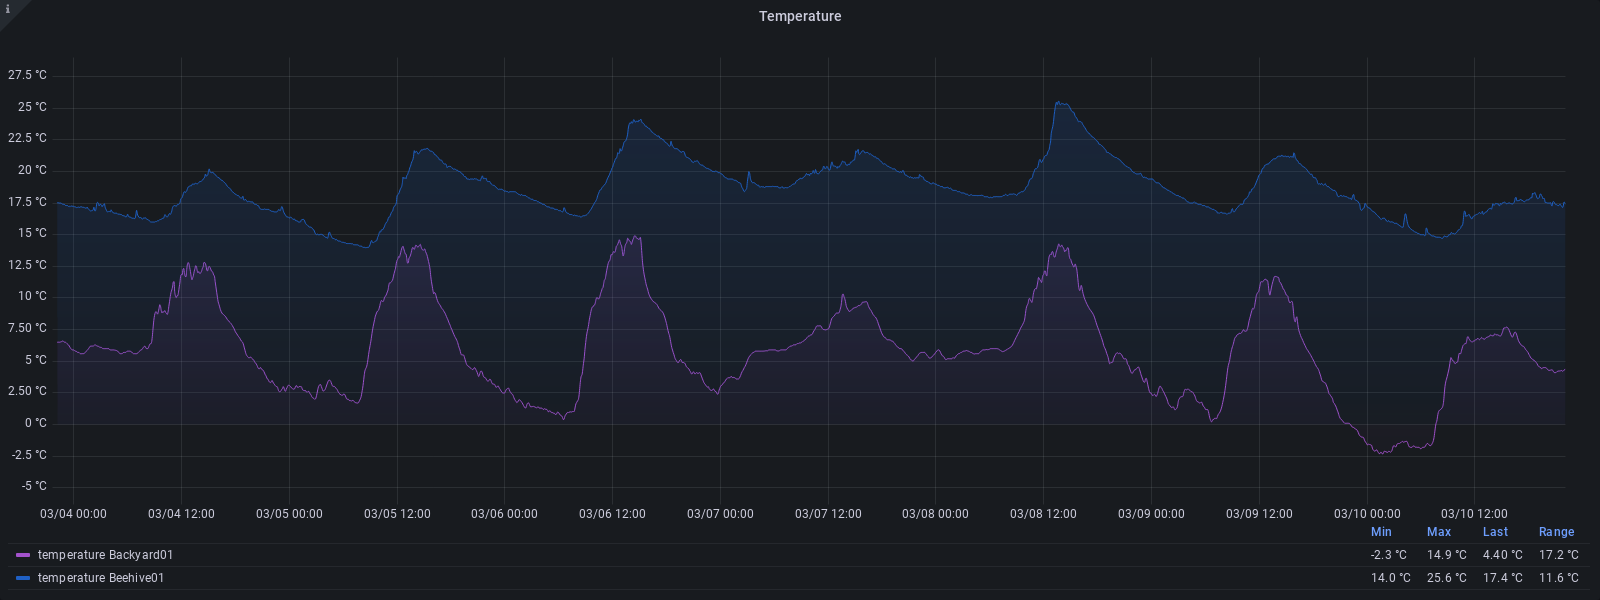 i
Temperature
27.5 °C
25 °C
22.5 °C
20 °C
17.5 °C
15 °C
12.5 °C
10 °C
7.50 °C
5 °C
2.50 °C
0 °C
-2.5 °C
-5 °C
03/04 00:00 03/04 12:00 03/05 00:00 03/05 12:00 03/06 00:00 03/06 12:00 03/07 00:00 03/07 12:00 03/08 00:00 03/08 12:00 03/09 00:00 03/09 12:00 03/10 00:00 03/10 12:00
Min Max Last Range
temperature Backyard01 -2.3 °C 14.9 °C 4.40 °C 17.2 °C
temperature Beehive01 14.0 °C 25.6 °C 17.4 °C 11.6 °C